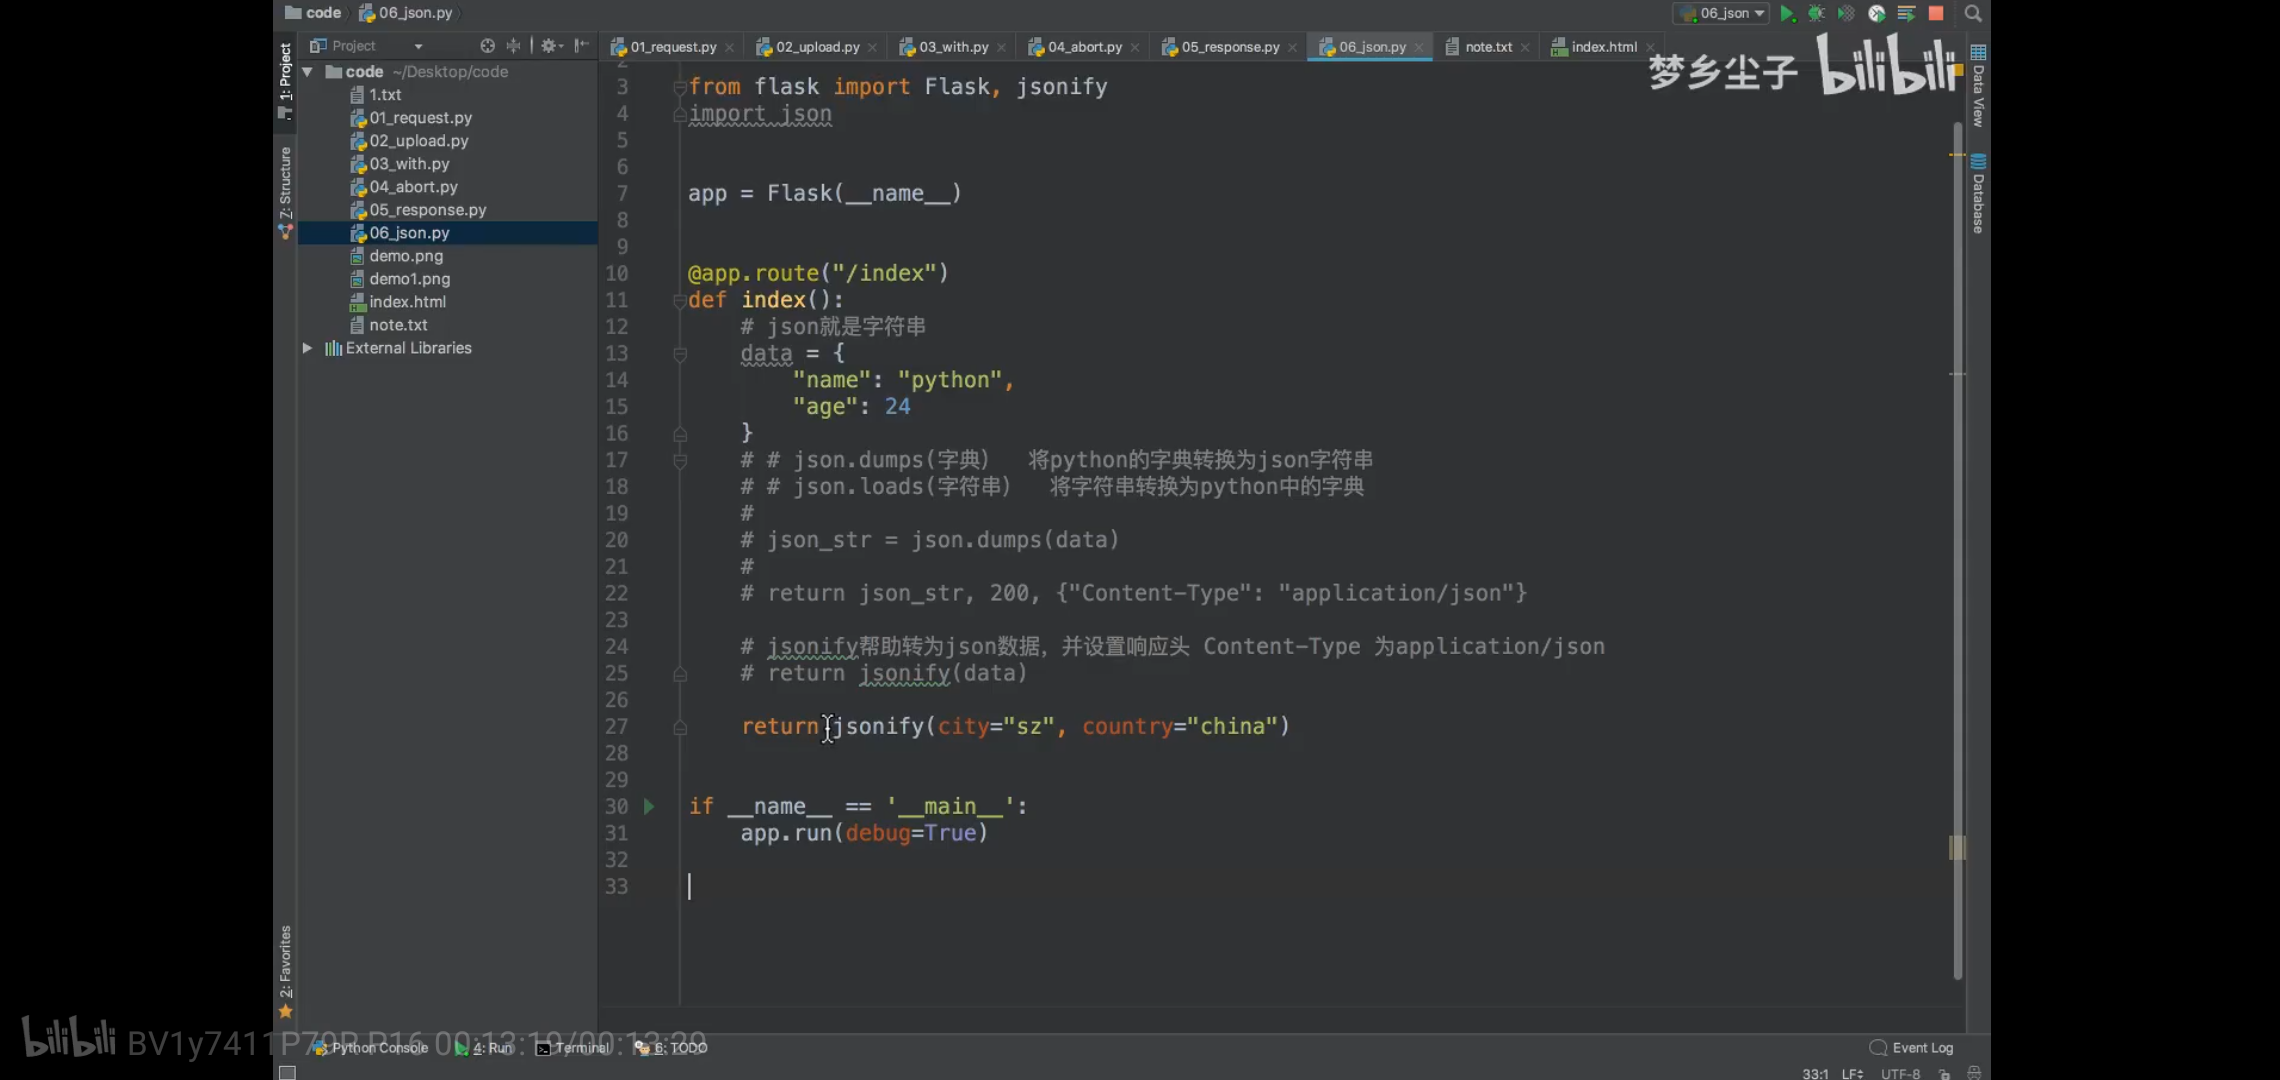 code 06_json.py
06_json
Project
01_request.py 02_upload.py 03_with.py 04_abort.py 05_response.py 06_json.py note.txt index.html
梦乡尘子 bilibili
1: Project
Z: Structure
2: Favorites
Data View
Database
code ~/Desktop/code
1.txt
01_request.py
02_upload.py
03_with.py
04_abort.py
05_response.py
06_json.py
demo.png
demo1.png
index.html
note.txt
External Libraries
3 from flask import Flask, jsonify
4 import json
5
6
7 app = Flask(__name__)
8
9
10 @app.route("/index")
11 def index():
12 # json就是字符串
13 data = {
14 "name": "python",
15 "age": 24
16 }
17 # # json.dumps(字典) 将python的字典转换为json字符串
18 # # json.loads(字符串) 将字符串转换为python中的字典
19 #
20 # json_str = json.dumps(data)
21 #
22 # return json_str, 200, {"Content-Type": "application/json"}
23
24 # jsonify帮助转为json数据，并设置响应头 Content-Type 为application/json
25 # return jsonify(data)
26
27 return jsonify(city="sz", country="china")
28
29
30 if __name__ == '__main__':
31 app.run(debug=True)
32
33
bilibili BV1y7411P79R P16 00:13:19/00:13:29
Python Console 4: Run Terminal 6: TODO Event Log
33:1 LF UTF-8